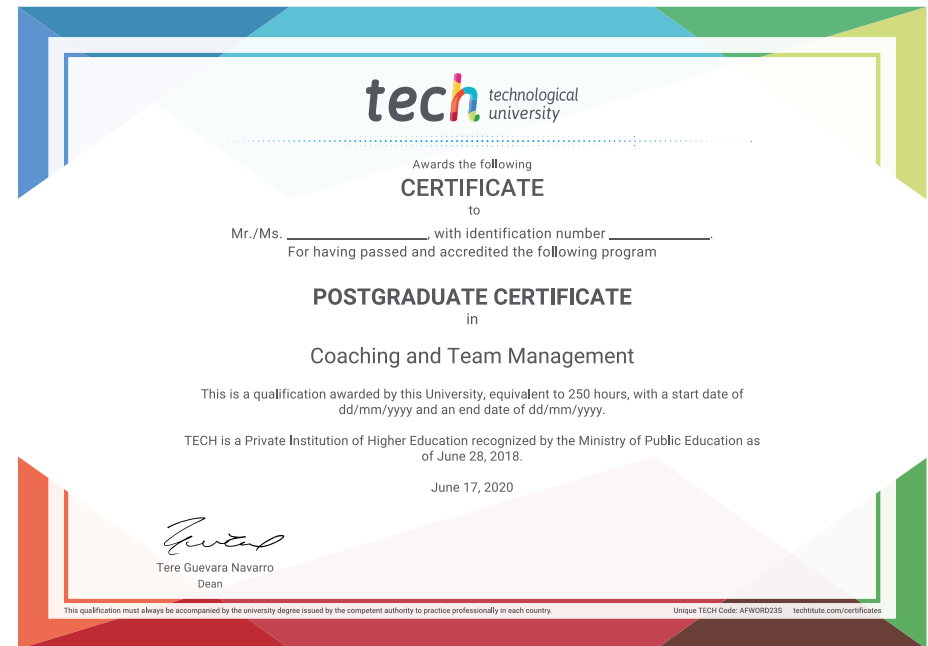 tech technological
university
Awards the following
CERTIFICATE
to
Mr./Ms. ____________________, with identification number ______________.
For having passed and accredited the following program
POSTGRADUATE CERTIFICATE
in
Coaching and Team Management
This is a qualification awarded by this University, equivalent to 250 hours, with a start date of
dd/mm/yyyy and an end date of dd/mm/yyyy.
TECH is a Private Institution of Higher Education recognized by the Ministry of Public Education as
of June 28, 2018.
June 17, 2020
Tere Guevara Navarro
Dean
This qualification must always be accompanied by the university degree issued by the competent authority to practice professionally in each country. Unique TECH Code: AFWORD23S techtitute.com/certificates